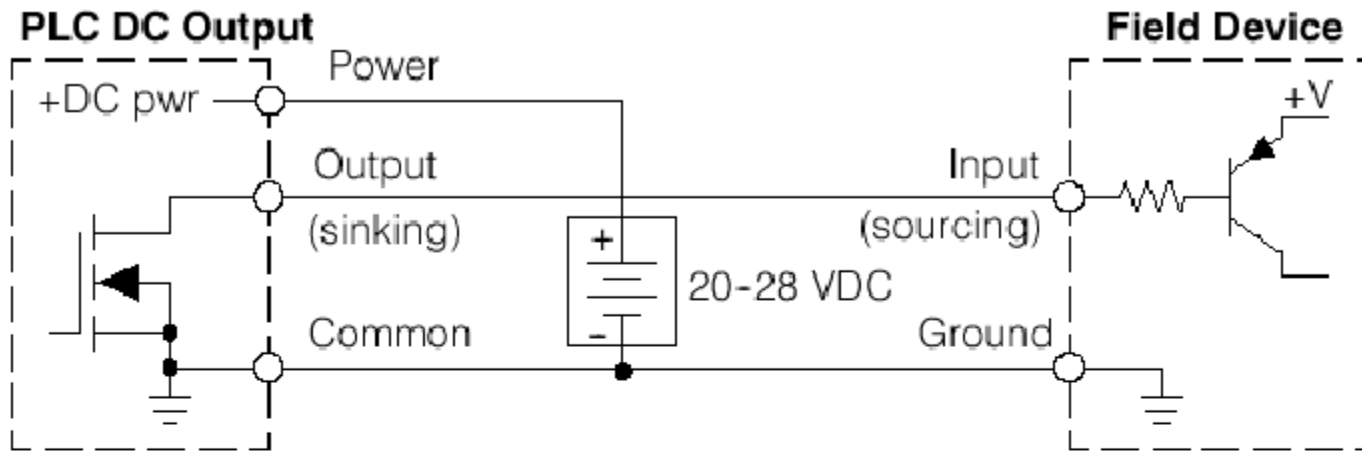 PLC DC Output
Field Device
Power
+DC pwr
+V
Output
Input
(sinking)
(sourcing)
+
20-28 VDC
-
Common
Ground